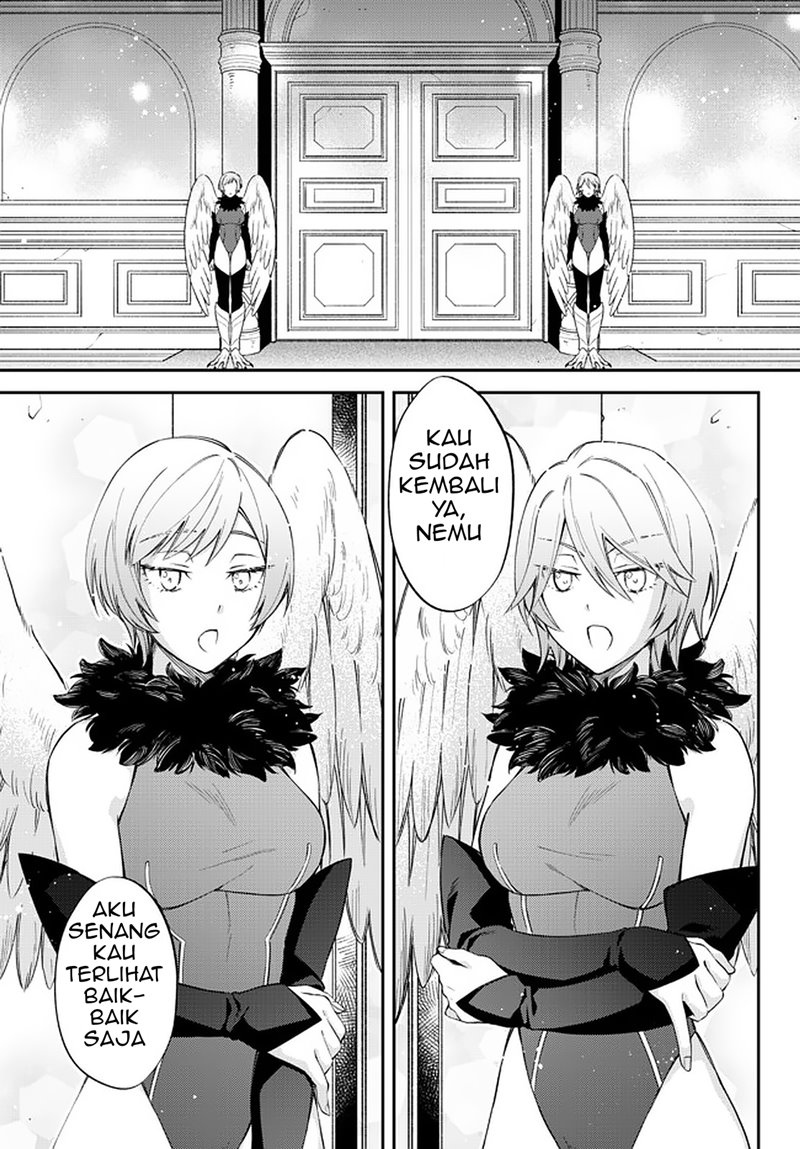 KAU
SUDAH
KEMBALI
YA,
NEMU
AKU
SENANG
KAU
TERLIHAT
BAIK-
BAIK
SAJA